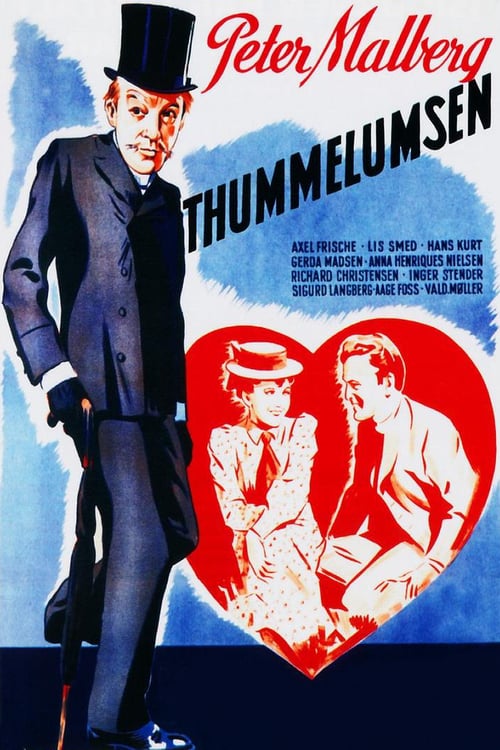 Peter Malberg
THUMMELUMSEN
AXEL FRISCHE · LIS SMED · HANS KURT
GERDA MADSEN · ANNA HENRIQUES NIELSEN
RICHARD CHRISTENSEN · INGER STENDER
SIGURD LANGBERG · AAGE FOSS · VALD. MØLLER